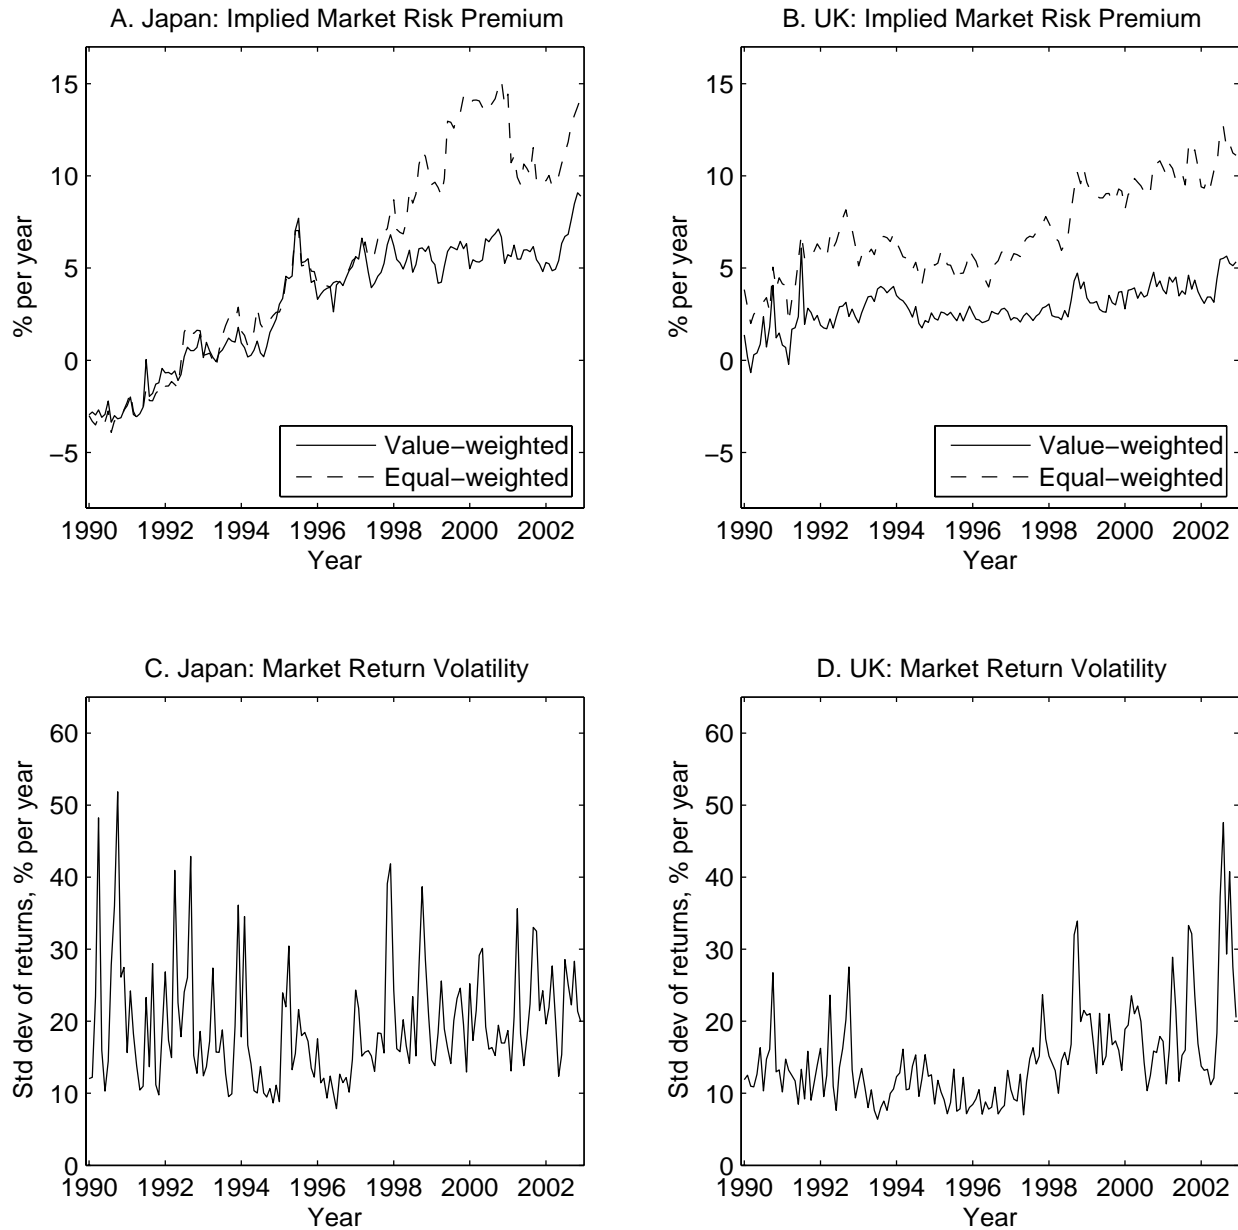 A. Japan: Implied Market Risk Premium
15
10
5
0
−5
% per year
Value−weighted
Equal−weighted
1990 1992 1994 1996 1998 2000 2002
Year
B. UK: Implied Market Risk Premium
15
10
5
0
−5
% per year
Value−weighted
Equal−weighted
1990 1992 1994 1996 1998 2000 2002
Year
C. Japan: Market Return Volatility
60
50
40
30
20
10
0
Std dev of returns, % per year
1990 1992 1994 1996 1998 2000 2002
Year
D. UK: Market Return Volatility
60
50
40
30
20
10
0
Std dev of returns, % per year
1990 1992 1994 1996 1998 2000 2002
Year